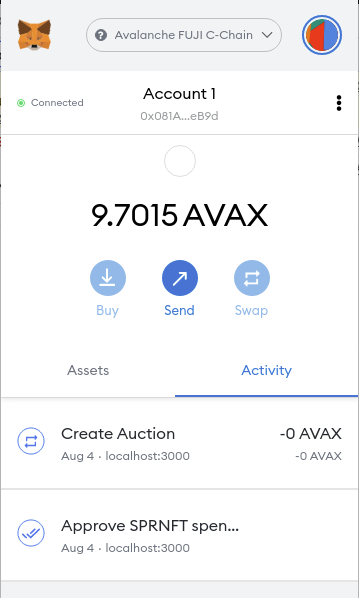 Avalanche FUJI C-Chain
Connected
Account 1
0x081A...eB9d
9.7015 AVAX
Buy
Send
Swap
Assets
Activity
Create Auction
-0 AVAX
Aug 4 · localhost:3000
-0 AVAX
Approve SPRNFT spen...
Aug 4 · localhost:3000